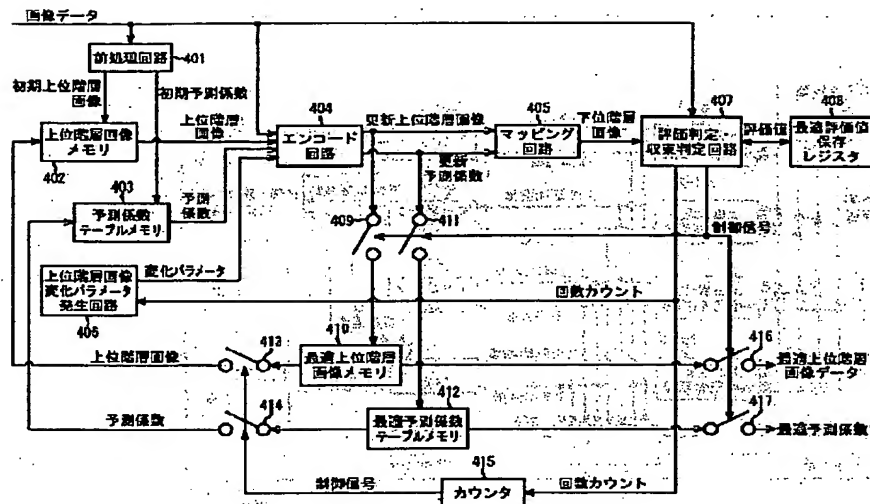 画像データ
前処理回路
401
初期上位階層
画像
初期予測係数
上位階層画像
メモリ
402
上位階層
画像
403
予測係数
テーブルメモリ
予測
係数
404
エンコード
回路
更新上位階層画像
更新
予測係数
405
マッピング
回路
下位階層
画像
407
評価判定・
収束判定回路
評価値
408
最適評価値
保存
レジスタ
409
411
制御信号
上位階層画像
変化パラメータ
発生回路
406
変化パラメータ
回数カウント
410
最適上位階層
画像メモリ
上位階層画像
413
416
最適上位階層
画像データ
412
最適予測係数
テーブルメモリ
予測係数
414
417
最適予測係数
制御信号
415
カウンタ
回数カウント